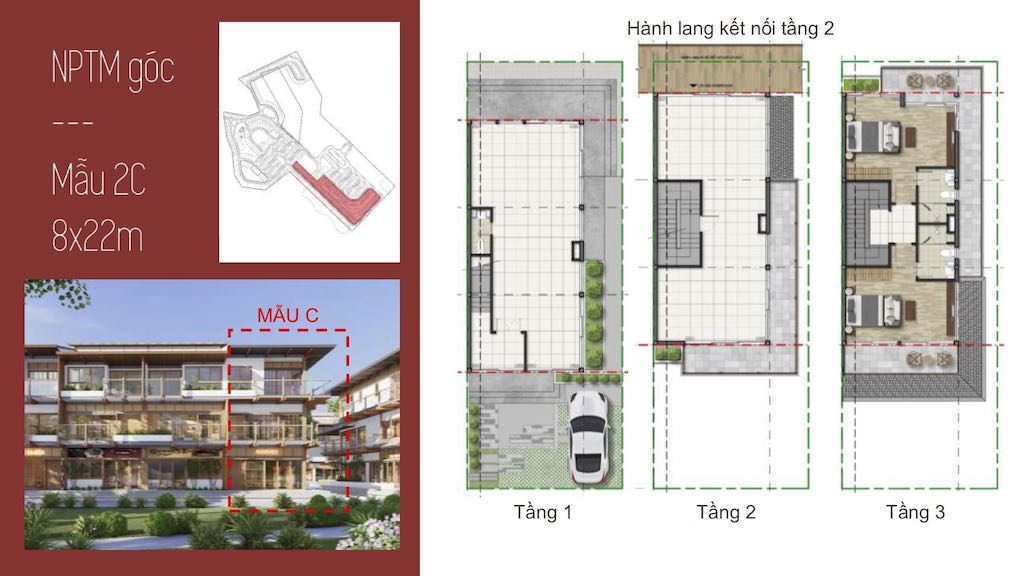 NPTM góc
---
Mẫu 2C
8x22m
MẪU C
Hành lang kết nối tầng 2
Tầng 1
Tầng 2
Tầng 3